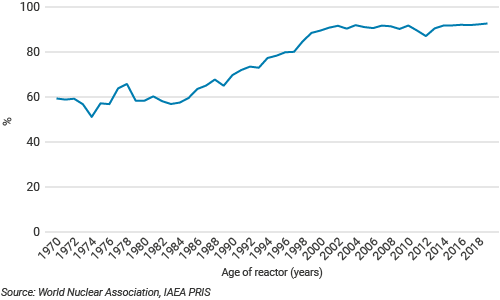 100
80
60
40
20
0
%
1970 1972 1974 1976 1978 1980 1982 1984 1986 1988 1990 1992 1994 1996 1998 2000 2002 2004 2006 2008 2010 2012 2014 2016 2018
Age of reactor (years)
Source: World Nuclear Association, IAEA PRIS